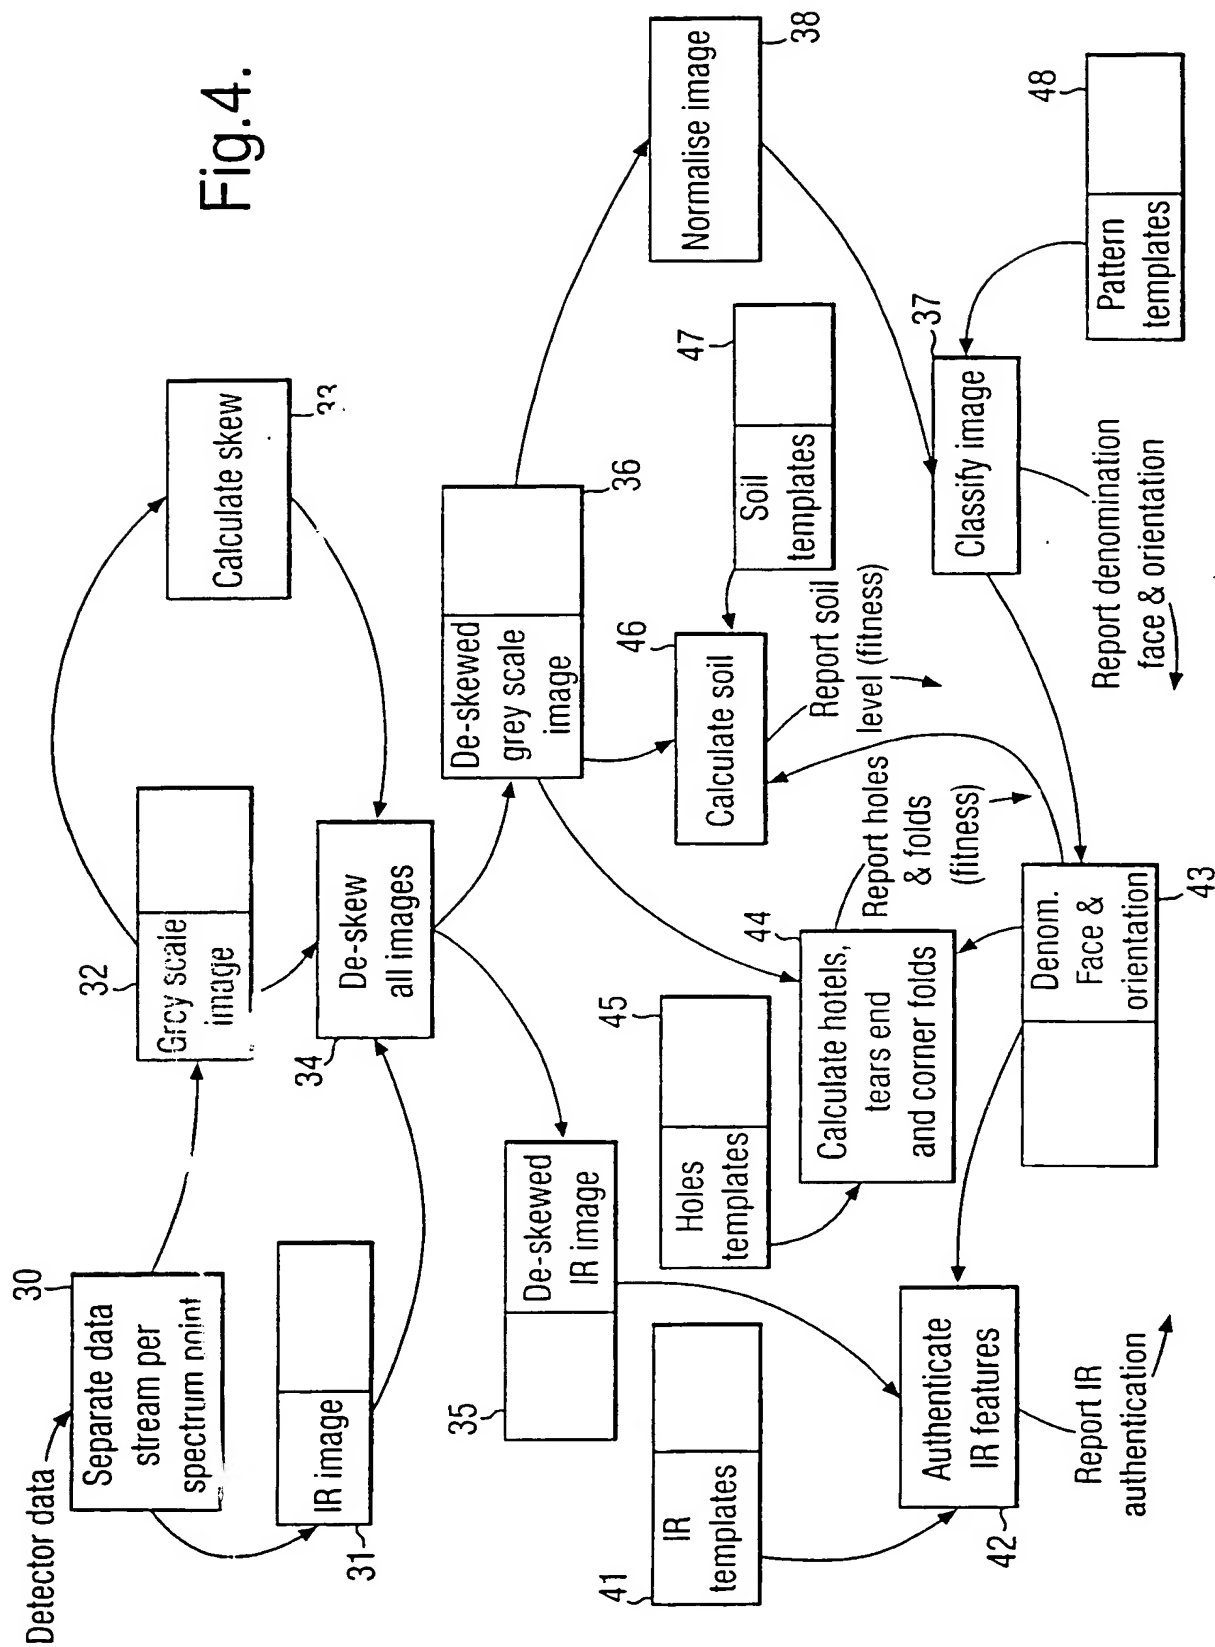 Fig.4.
Detector data
30
Separate data
stream per
spectrum point
31
IR image
32
Grey scale
image
33
Calculate skew
34
De-skew
all images
35
De-skewed
IR image
36
De-skewed
grey scale
image
38
Normalise image
41
IR
templates
45
Holes
templates
46
Calculate soil
47
Soil
templates
Report soil
level (fitness)
44
Calculate hotels,
tears end
and corner folds
Report holes
& folds
(fitness)
37
Classify image
48
Pattern
templates
Report denomination
face & orientation
42
Authenticate
IR features
Report IR
authentication
43
Denom.
Face &
orientation